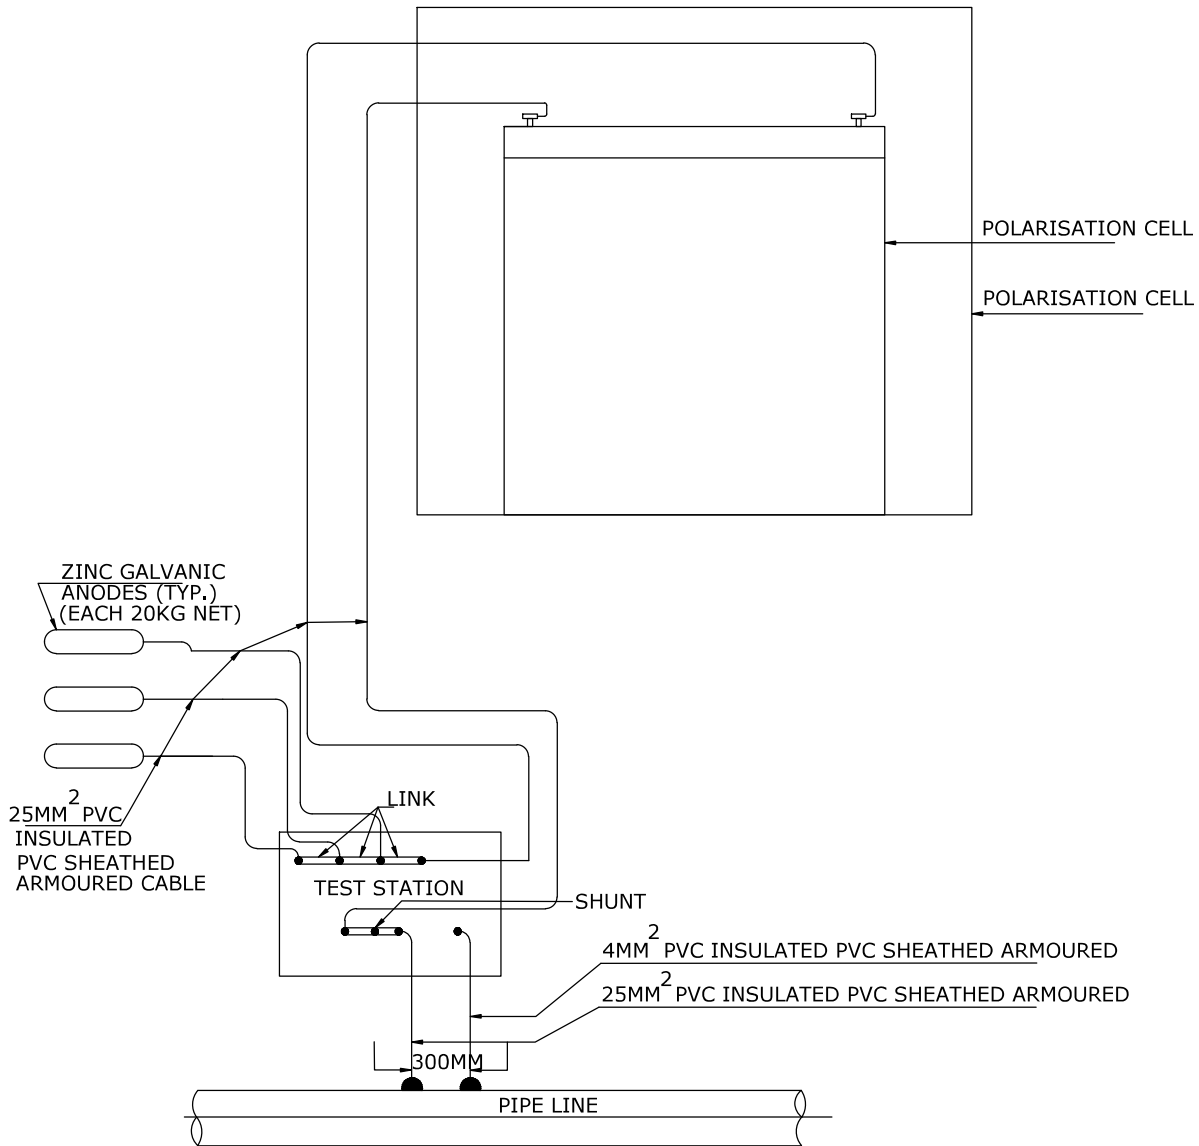 POLARISATION CELL
POLARISATION CELL
ZINC GALVANIC
ANODES (TYP.)
(EACH 20KG NET)
25MM² PVC
INSULATED
PVC SHEATHED
ARMOURED CABLE
LINK
TEST STATION
SHUNT
4MM² PVC INSULATED PVC SHEATHED ARMOURED
25MM² PVC INSULATED PVC SHEATHED ARMOURED
300MM
PIPE LINE